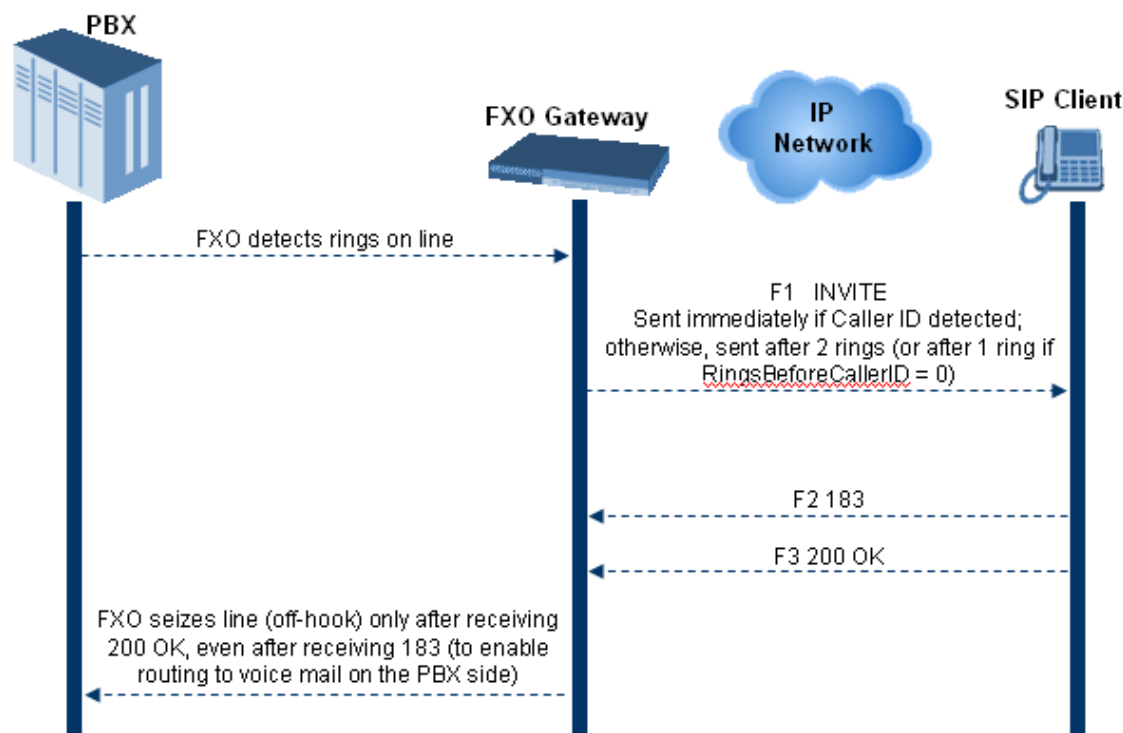 PBX
FXO Gateway
IP
Network
SIP Client
FXO detects rings on line
F1 INVITE
Sent immediately if Caller ID detected;
otherwise, sent after 2 rings (or after 1 ring if
RingsBeforeCallerID = 0)
F2 183
F3 200 OK
FXO seizes line (off-hook) only after receiving
200 OK, even after receiving 183 (to enable
routing to voice mail on the PBX side)